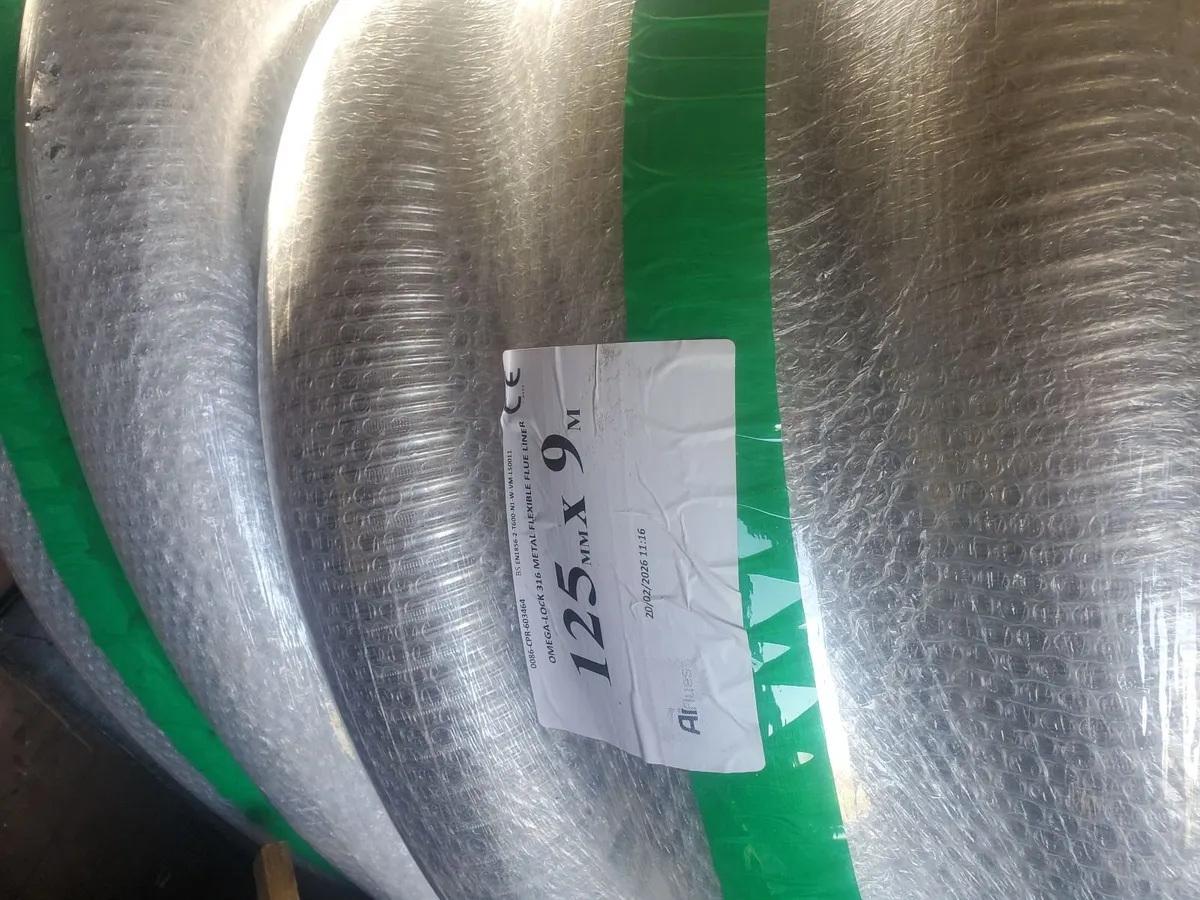 0086-CPR-603464 BS EN1856-2-T600-N1-W-VM-L50011
OMEGA-LOCK 316 METAL FLEXIBLE FLUE LINER
CE
125MM X 9M
20/02/2026 11:16